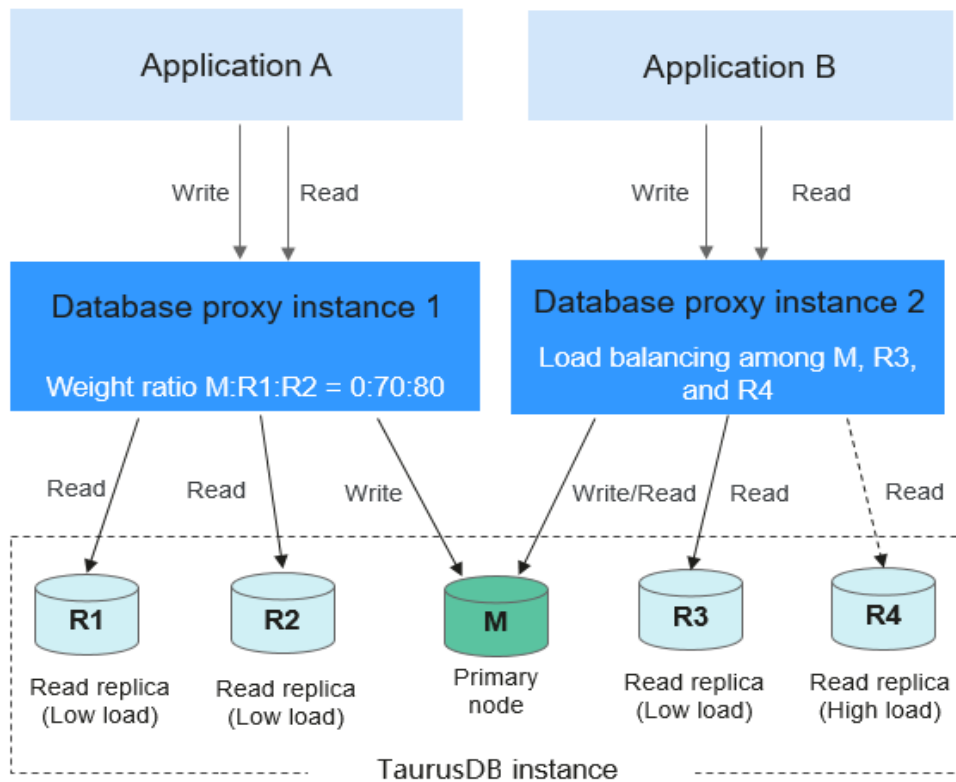 Application A
Application B
Write
Read
Write
Read
Database proxy instance 1
Weight ratio M:R1:R2 = 0:70:80
Database proxy instance 2
Load balancing among M, R3,
and R4
Read
Read
Write
Write/Read
Read
Read
R1
R2
M
R3
R4
Read replica
(Low load)
Read replica
(Low load)
Primary
node
Read replica
(Low load)
Read replica
(High load)
TaurusDB instance